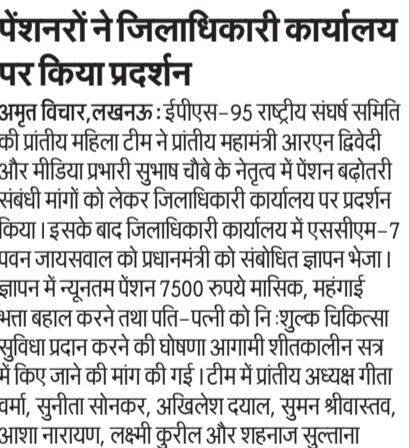 पेंशनरों ने जिलाधिकारी कार्यालय
पर किया प्रदर्शन
अमृत विचार,लखनऊ : ईपीएस-95 राष्ट्रीय संघर्ष समिति
की प्रांतीय महिला टीम ने प्रांतीय महामंत्री आरएन द्विवेदी
और मीडिया प्रभारी सुभाष चौबे के नेतृत्व में पेंशन बढ़ोतरी
संबंधी मांगों को लेकर जिलाधिकारी कार्यालय पर प्रदर्शन
किया। इसके बाद जिलाधिकारी कार्यालय में एससीएम-7
पवन जायसवाल को प्रधानमंत्री को संबोधित ज्ञापन भेजा।
ज्ञापन में न्यूनतम पेंशन 7500 रुपये मासिक, महंगाई
भत्ता बहाल करने तथा पति-पत्नी को नि :शुल्क चिकित्सा
सुविधा प्रदान करने की घोषणा आगामी शीतकालीन सत्र
में किए जाने की मांग की गई । टीम में प्रांतीय अध्यक्ष गीता
वर्मा, सुनीता सोनकर, अखिलेश दयाल, सुमन श्रीवास्तव,
आशा नारायण, लक्ष्मी कुरील और शहनाज सुल्ताना